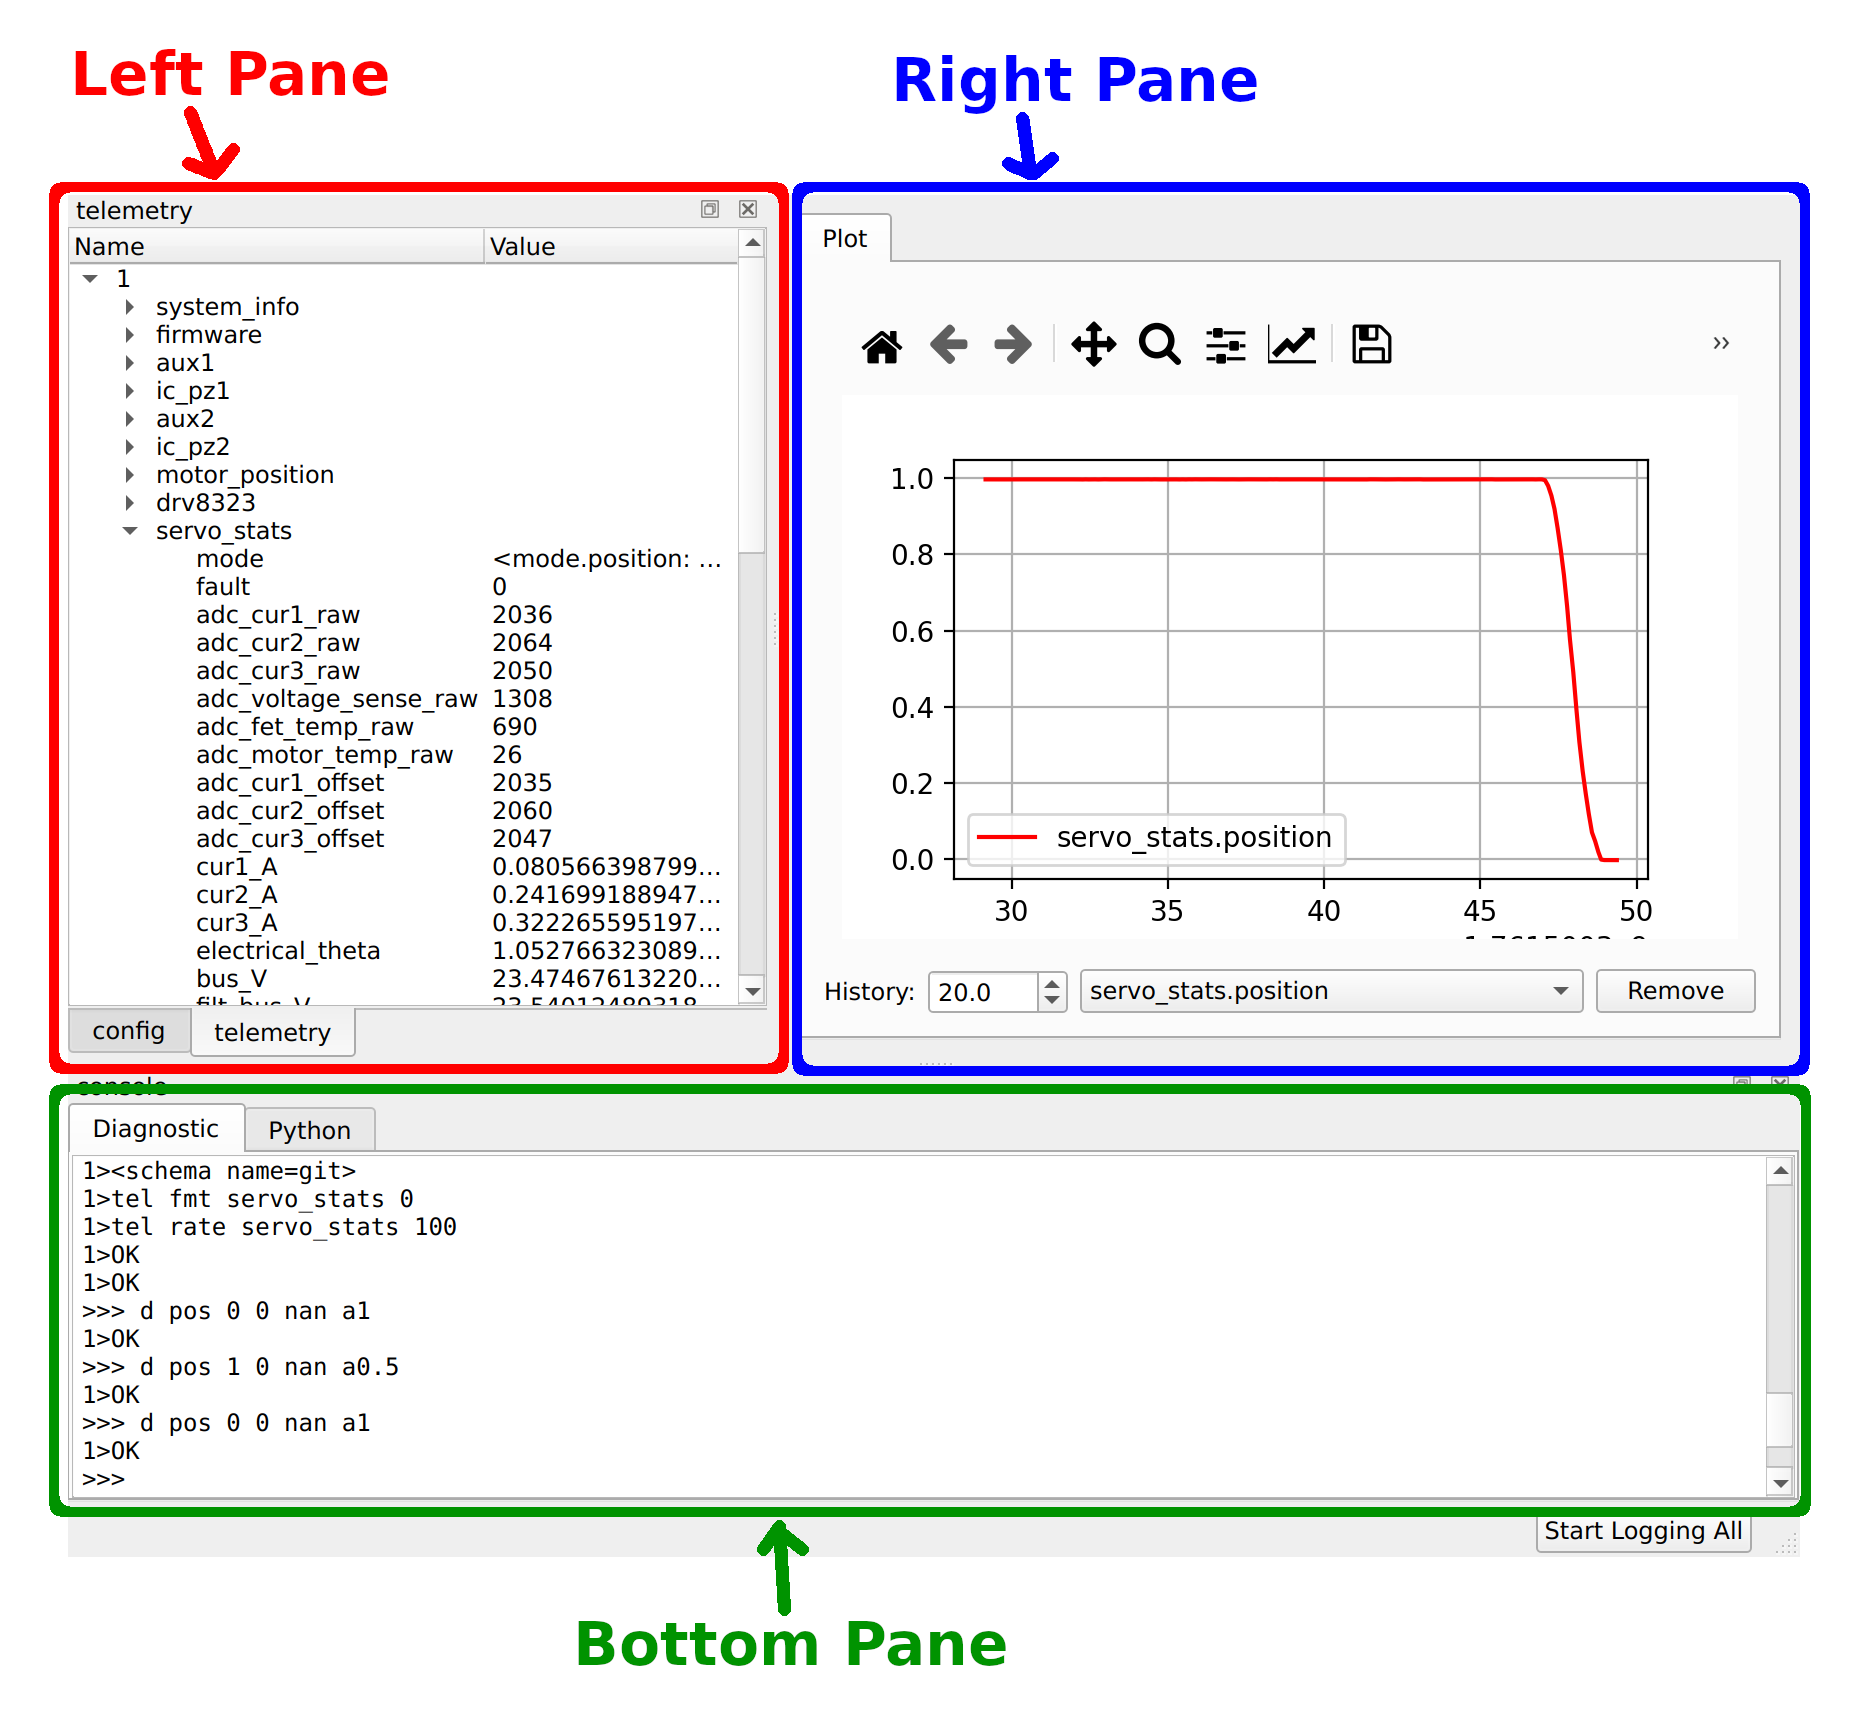 Left Pane
Right Pane
telemetry
Name Value
1
system_info
firmware
aux1
ic_pz1
aux2
ic_pz2
motor_position
drv8323
servo_stats
mode <mode.position: ...
fault 0
adc_cur1_raw 2036
adc_cur2_raw 2064
adc_cur3_raw 2050
adc_voltage_sense_raw 1308
adc_fet_temp_raw 690
adc_motor_temp_raw 26
adc_cur1_offset 2035
adc_cur2_offset 2060
adc_cur3_offset 2047
cur1_A 0.080566398799...
cur2_A 0.241699188947...
cur3_A 0.322265595197...
electrical_theta 1.052766323089...
bus_V 23.47467613220...
filt_bus_V 23.54012489318...
config telemetry
Plot
»
1.0
0.8
0.6
0.4
0.2
0.0
servo_stats.position
30 35 40 45 50
History: 20.0 servo_stats.position Remove
console
Diagnostic Python
1><schema name=git>
1>tel fmt servo_stats 0
1>tel rate servo_stats 100
1>OK
1>OK
>>> d pos 0 0 nan a1
1>OK
>>> d pos 1 0 nan a0.5
1>OK
>>> d pos 0 0 nan a1
1>OK
>>>
Start Logging All
Bottom Pane